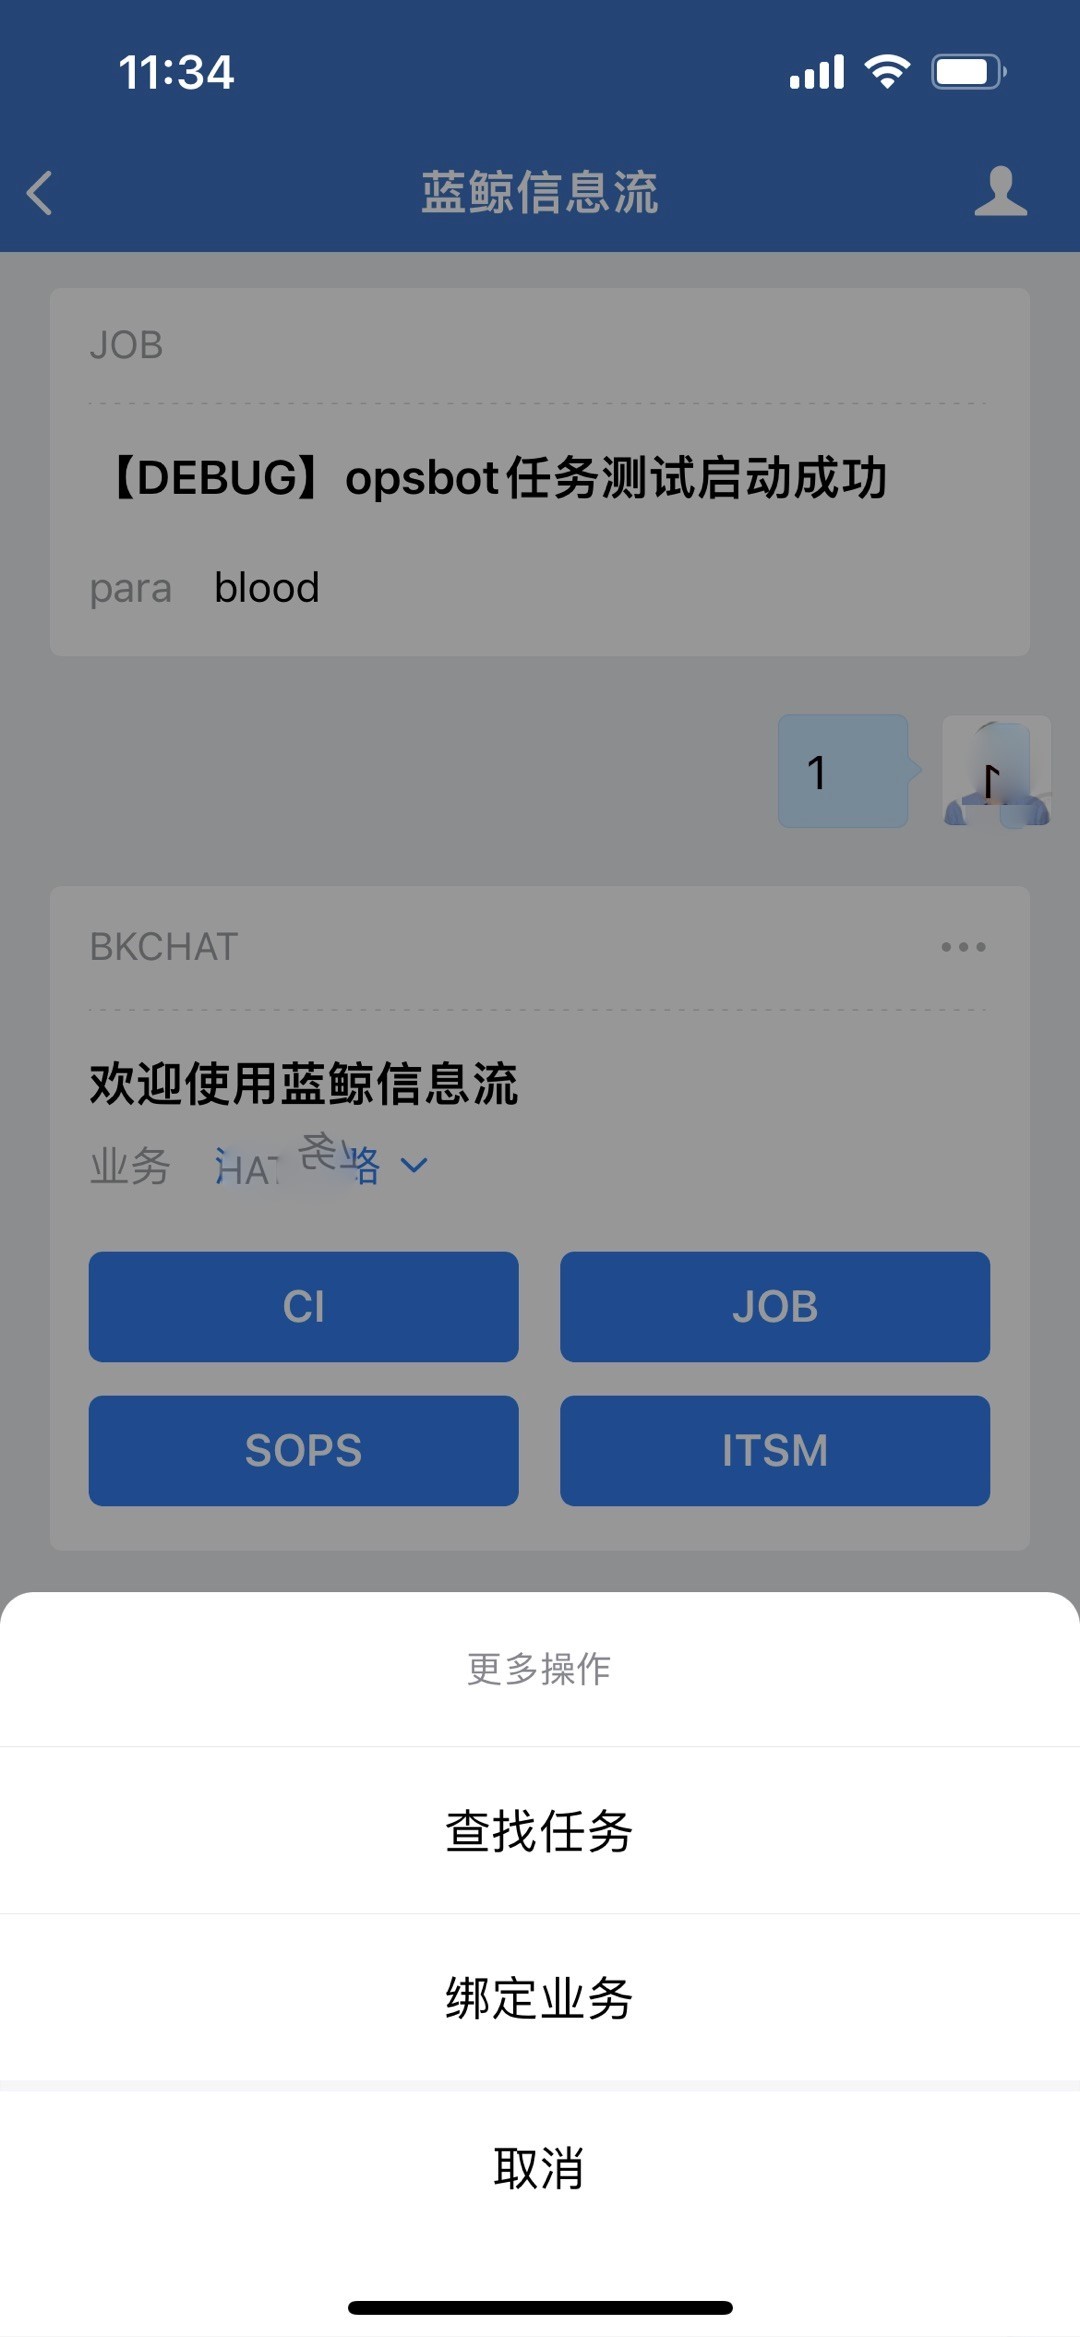 11:34
蓝鲸信息流
JOB
【DEBUG】opsbot任务测试启动成功
para blood
1
BKCHAT
欢迎使用蓝鲸信息流
业务
CI JOB
SOPS ITSM
更多操作
查找任务
绑定业务
取消